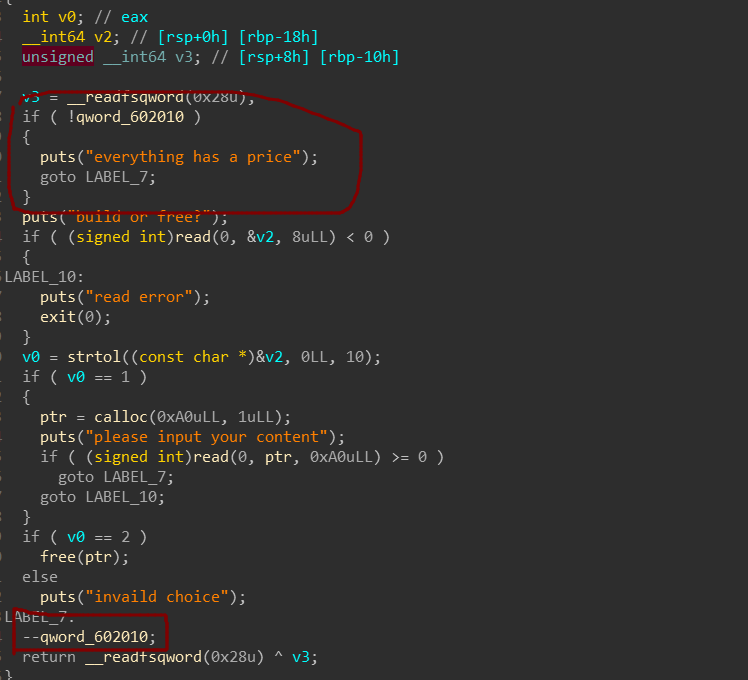 {
int v0; // eax
__int64 v2; // [rsp+0h] [rbp-18h]
unsigned __int64 v3; // [rsp+8h] [rbp-10h]
v3 = __readfsqword(0x28u);
if ( !qword_602010 )
{
puts("everything has a price");
goto LABEL_7;
}
puts("build or free?");
if ( (signed int)read(0, &v2, 8uLL) < 0 )
{
LABEL_10:
puts("read error");
exit(0);
}
v0 = strtol((const char *)&v2, 0LL, 10);
if ( v0 == 1 )
{
ptr = calloc(0xA0uLL, 1uLL);
puts("please input your content");
if ( (signed int)read(0, ptr, 0xA0uLL) >= 0 )
goto LABEL_7;
goto LABEL_10;
}
if ( v0 == 2 )
free(ptr);
else
puts("invaild choice");
LABEL_7:
--qword_602010;
return __readfsqword(0x28u) ^ v3;
}